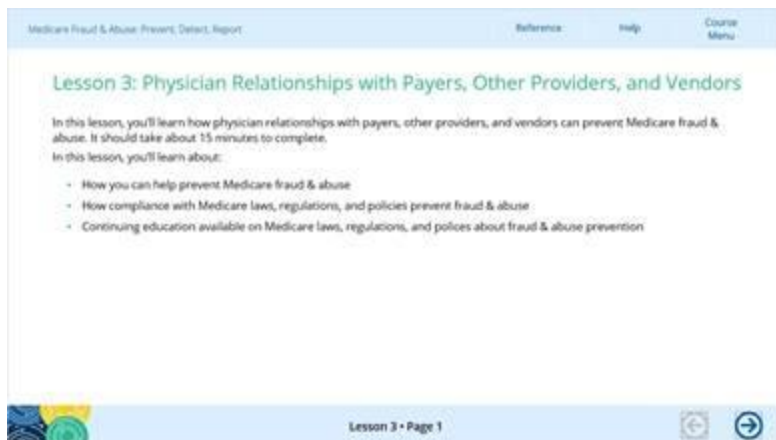 Medicare Fraud & Abuse: Prevent, Detect, Report
Reference
Help
Course
Menu
Lesson 3: Physician Relationships with Payers, Other Providers, and Vendors
In this lesson, you'll learn how physician relationships with payers, other providers, and vendors can prevent Medicare fraud &
abuse. It should take about 15 minutes to complete.
In this lesson, you'll learn about:
• How you can help prevent Medicare fraud & abuse
• How compliance with Medicare laws, regulations, and policies prevent fraud & abuse
• Continuing education available on Medicare laws, regulations, and polices about fraud & abuse prevention
Lesson 3 • Page 1